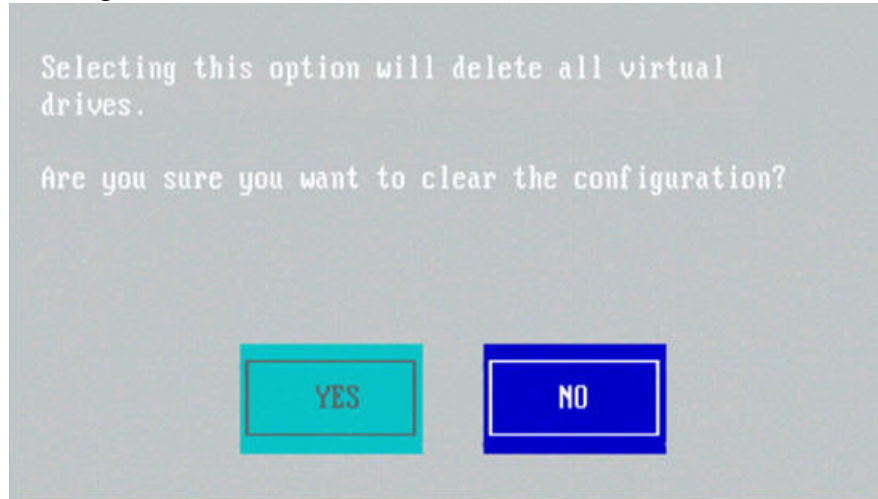 Selecting this option will delete all virtual
drives.
Are you sure you want to clear the configuration?
YES
NO